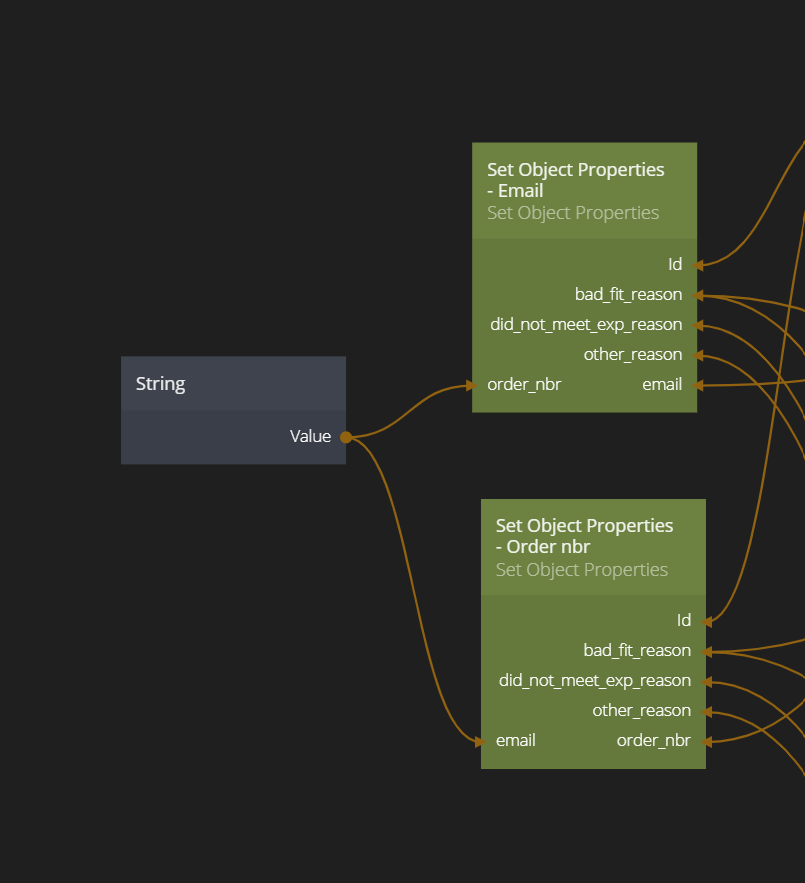 String
Value
Set Object Properties
- Email
Set Object Properties
Id
bad_fit_reason
did_not_meet_exp_reason
other_reason
order_nbr email
Set Object Properties
- Order nbr
Set Object Properties
Id
bad_fit_reason
did_not_meet_exp_reason
other_reason
email order_nbr